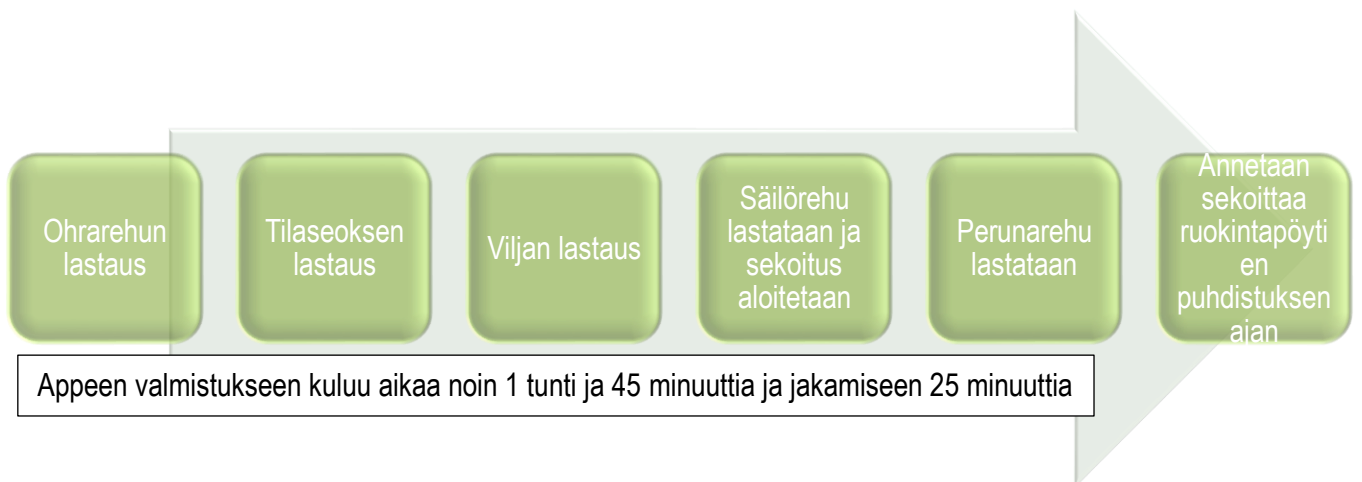 Ohrarehun
lastaus
Tilaseoksen
lastaus
Viljan lastaus
Säilörehu
lastataan ja
sekoitus
aloitetaan
Perunarehu
lastataan
Annetaan
sekoittaa
ruokintapöyti
en
puhdistuksen
ajan
Appeen valmistukseen kuluu aikaa noin 1 tunti ja 45 minuuttia ja jakamiseen 25 minuuttia